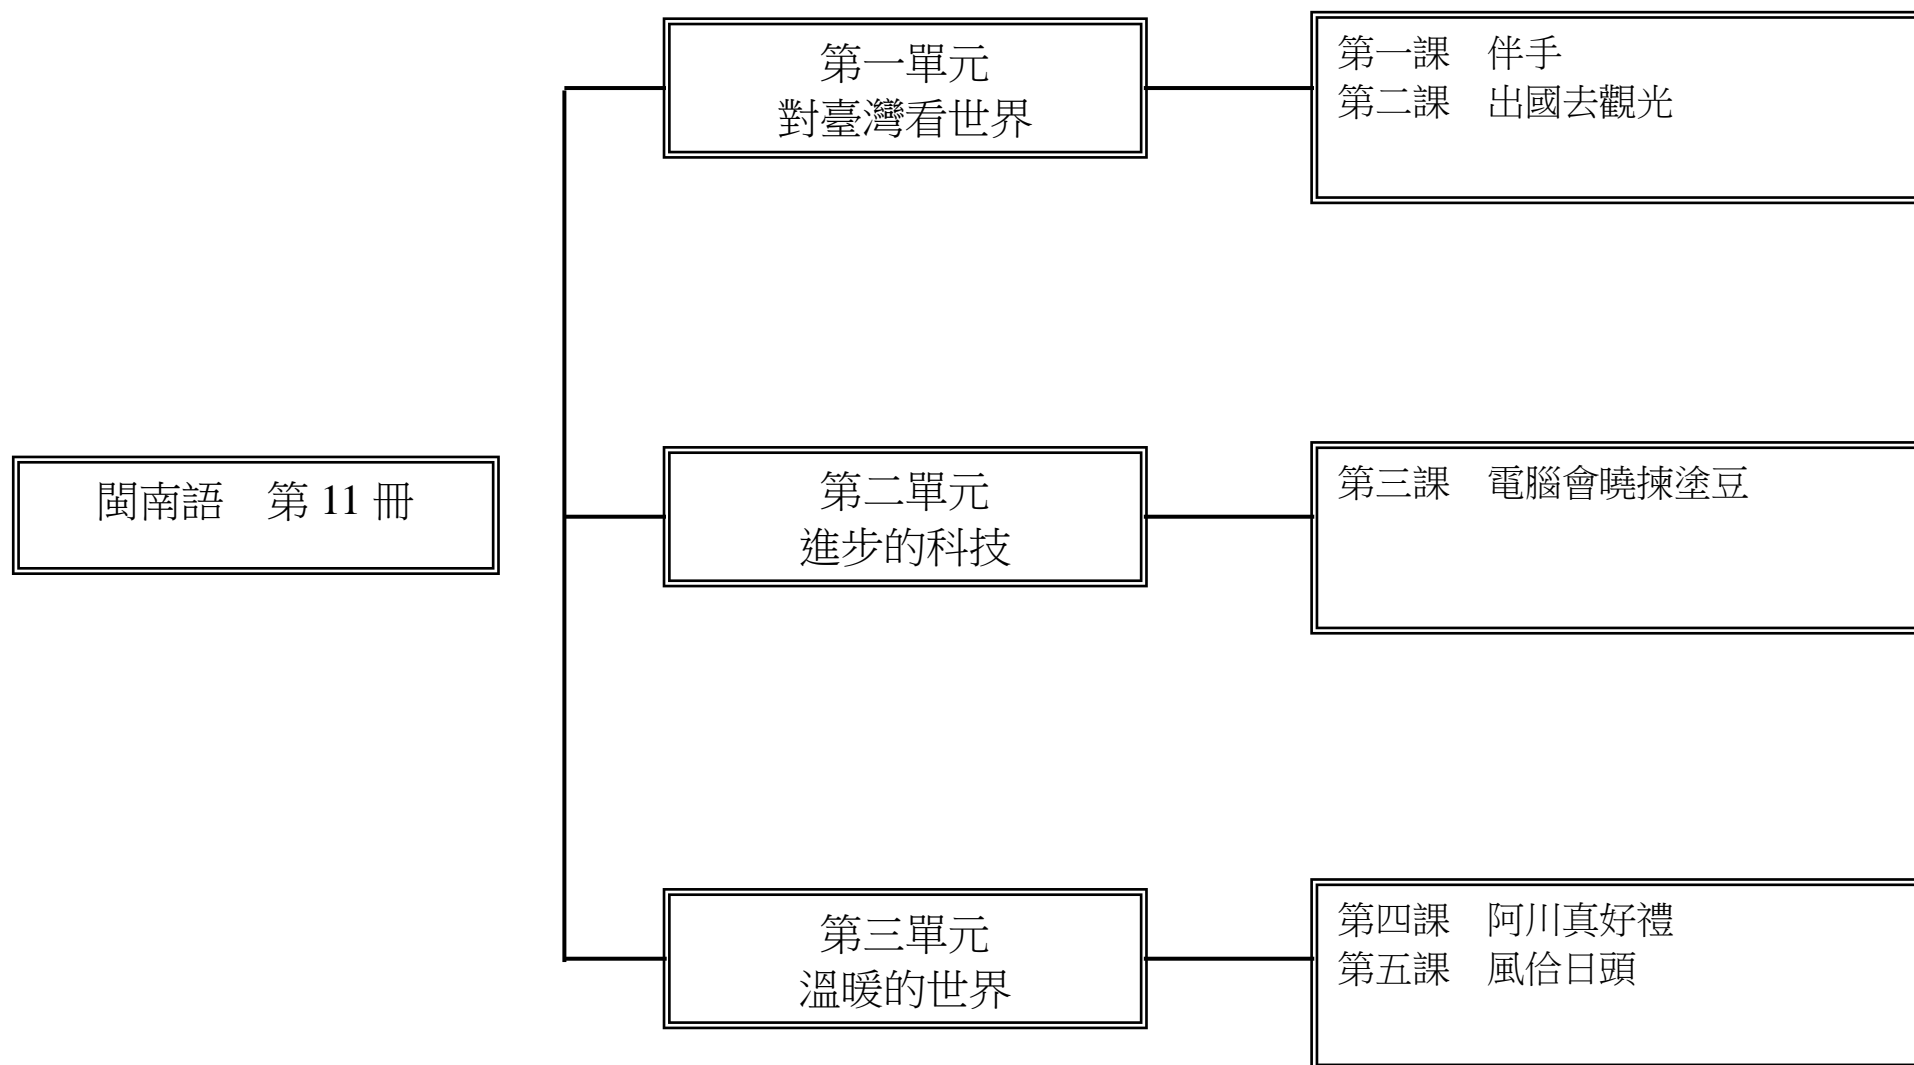 閩南語　第 11 冊
第一單元
對臺灣看世界
第一課　伴手
第二課　出國去觀光
第二單元
進步的科技
第三課　電腦會曉揀塗豆
第三單元
溫暖的世界
第四課　阿川真好禮
第五課　風佮日頭